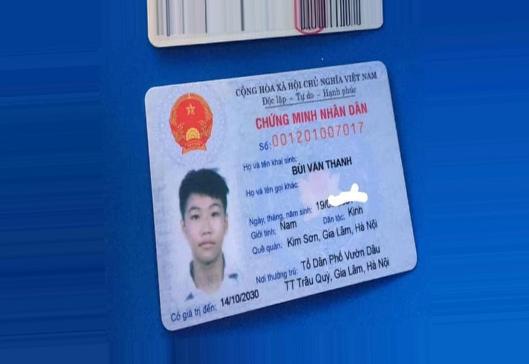 CỘNG HÒA XÃ HỘI CHỦ NGHĨA VIỆT NAM
Độc lập - Tự do - Hạnh phúc
CHỨNG MINH NHÂN DÂN
Số: 001201007017
Họ và tên khai sinh:
BÙI VĂN THANH
Họ và tên gọi khác:
Ngày, tháng, năm sinh: 19/
Giới tính: Nam Dân tộc: Kinh
Quê quán: Kim Sơn, Gia Lâm, Hà Nội
Nơi thường trú: Tổ Dân Phố Vườn Dâu
TT Trâu Quỳ, Gia Lâm, Hà Nội
Có giá trị đến: 14/10/2030